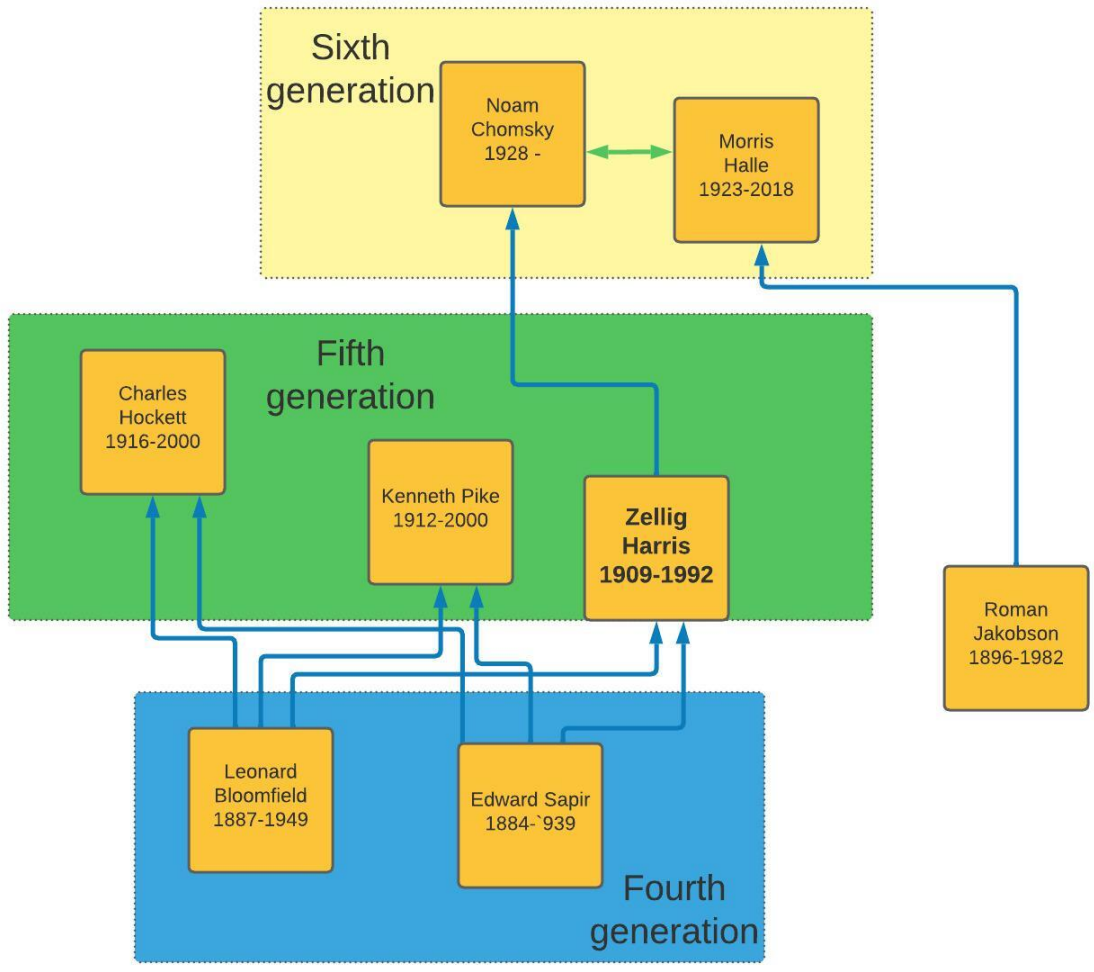 Sixth
generation
Noam
Chomsky
1928 -
Morris
Halle
1923-2018
Fifth
generation
Charles
Hockett
1916-2000
Kenneth Pike
1912-2000
Zellig
Harris
1909-1992
Roman
Jakobson
1896-1982
Leonard
Bloomfield
1887-1949
Edward Sapir
1884-`939
Fourth
generation